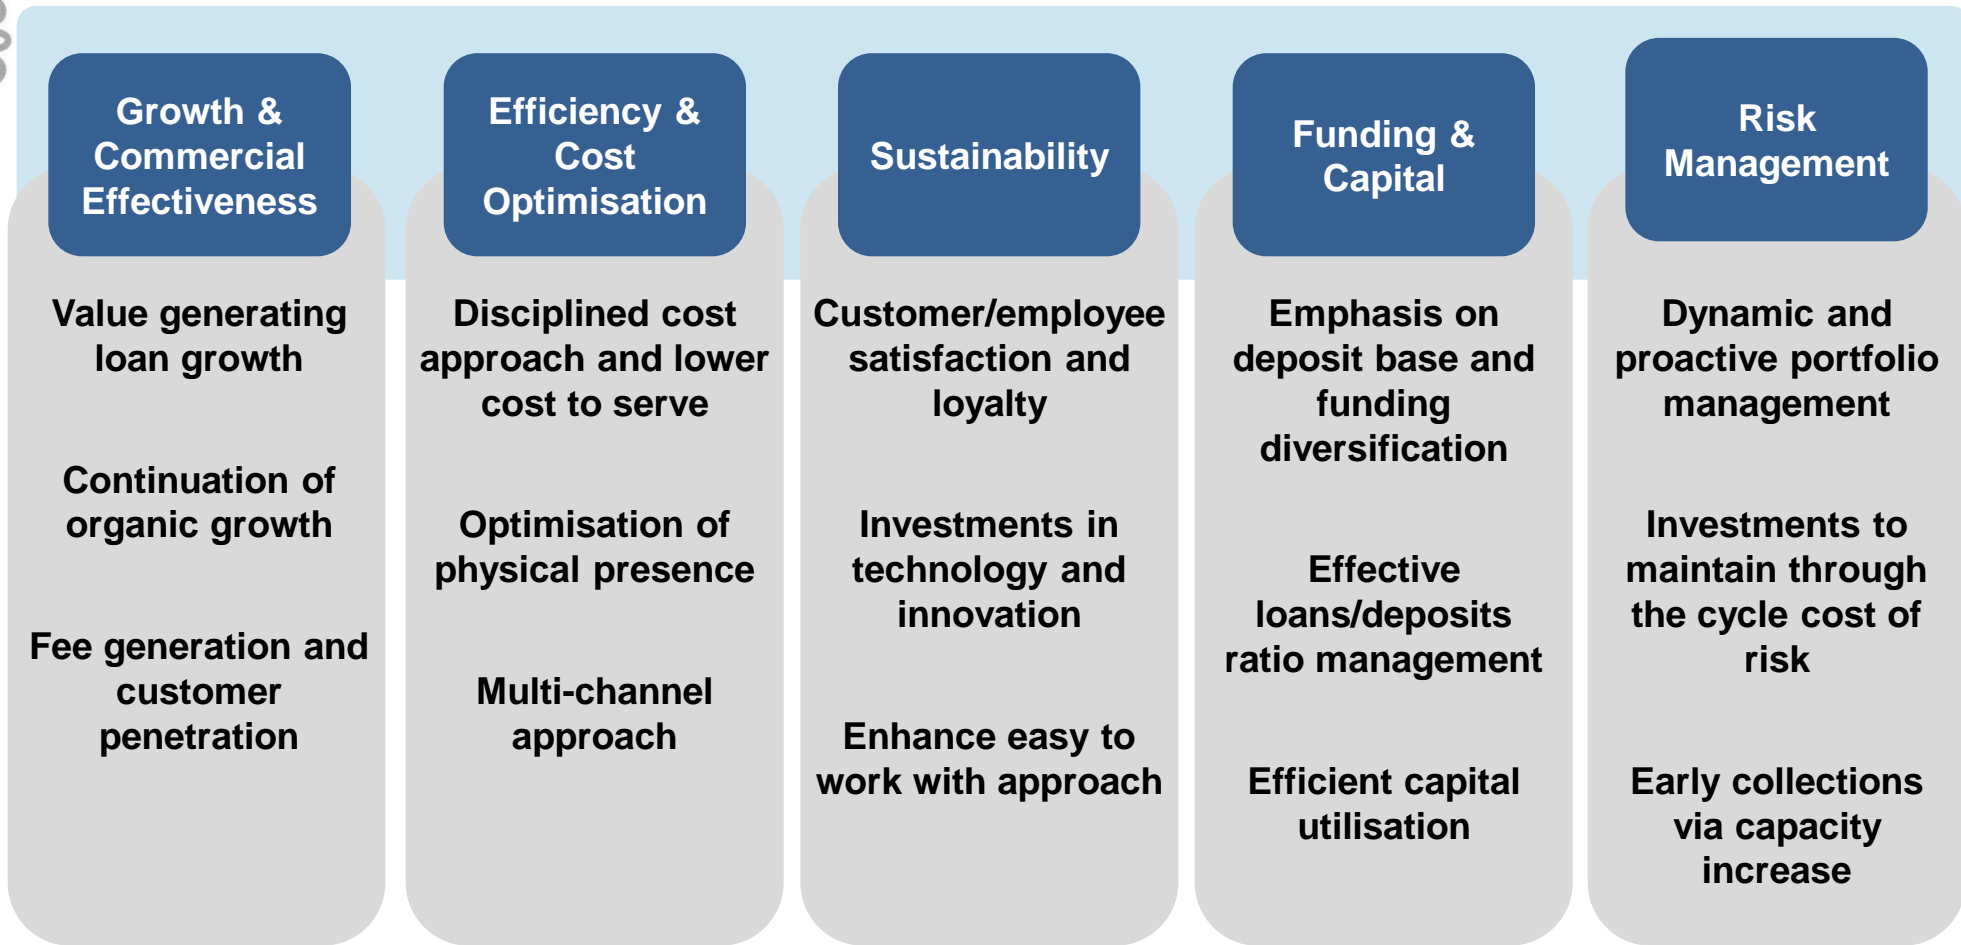 Growth &
Commercial
Effectiveness
Value generating
loan growth
Continuation of
organic growth
Fee generation and
customer
penetration
Efficiency &
Cost
Optimisation
Disciplined cost
approach and lower
cost to serve
Optimisation of
physical presence
Multi-channel
approach
Sustainability
Customer/employee
satisfaction and
loyalty
Investments in
technology and
innovation
Enhance easy to
work with approach
Funding &
Capital
Emphasis on
deposit base and
funding
diversification
Effective
loans/deposits
ratio management
Efficient capital
utilisation
Risk
Management
Dynamic and
proactive portfolio
management
Investments to
maintain through
the cycle cost of
risk
Early collections
via capacity
increase